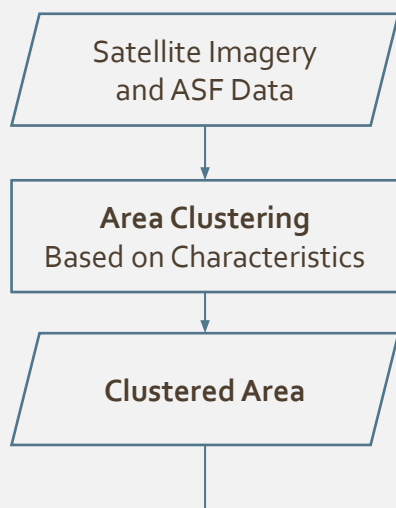 Satellite Imagery
and ASF Data
Area Clustering
Based on Characteristics
Clustered Area